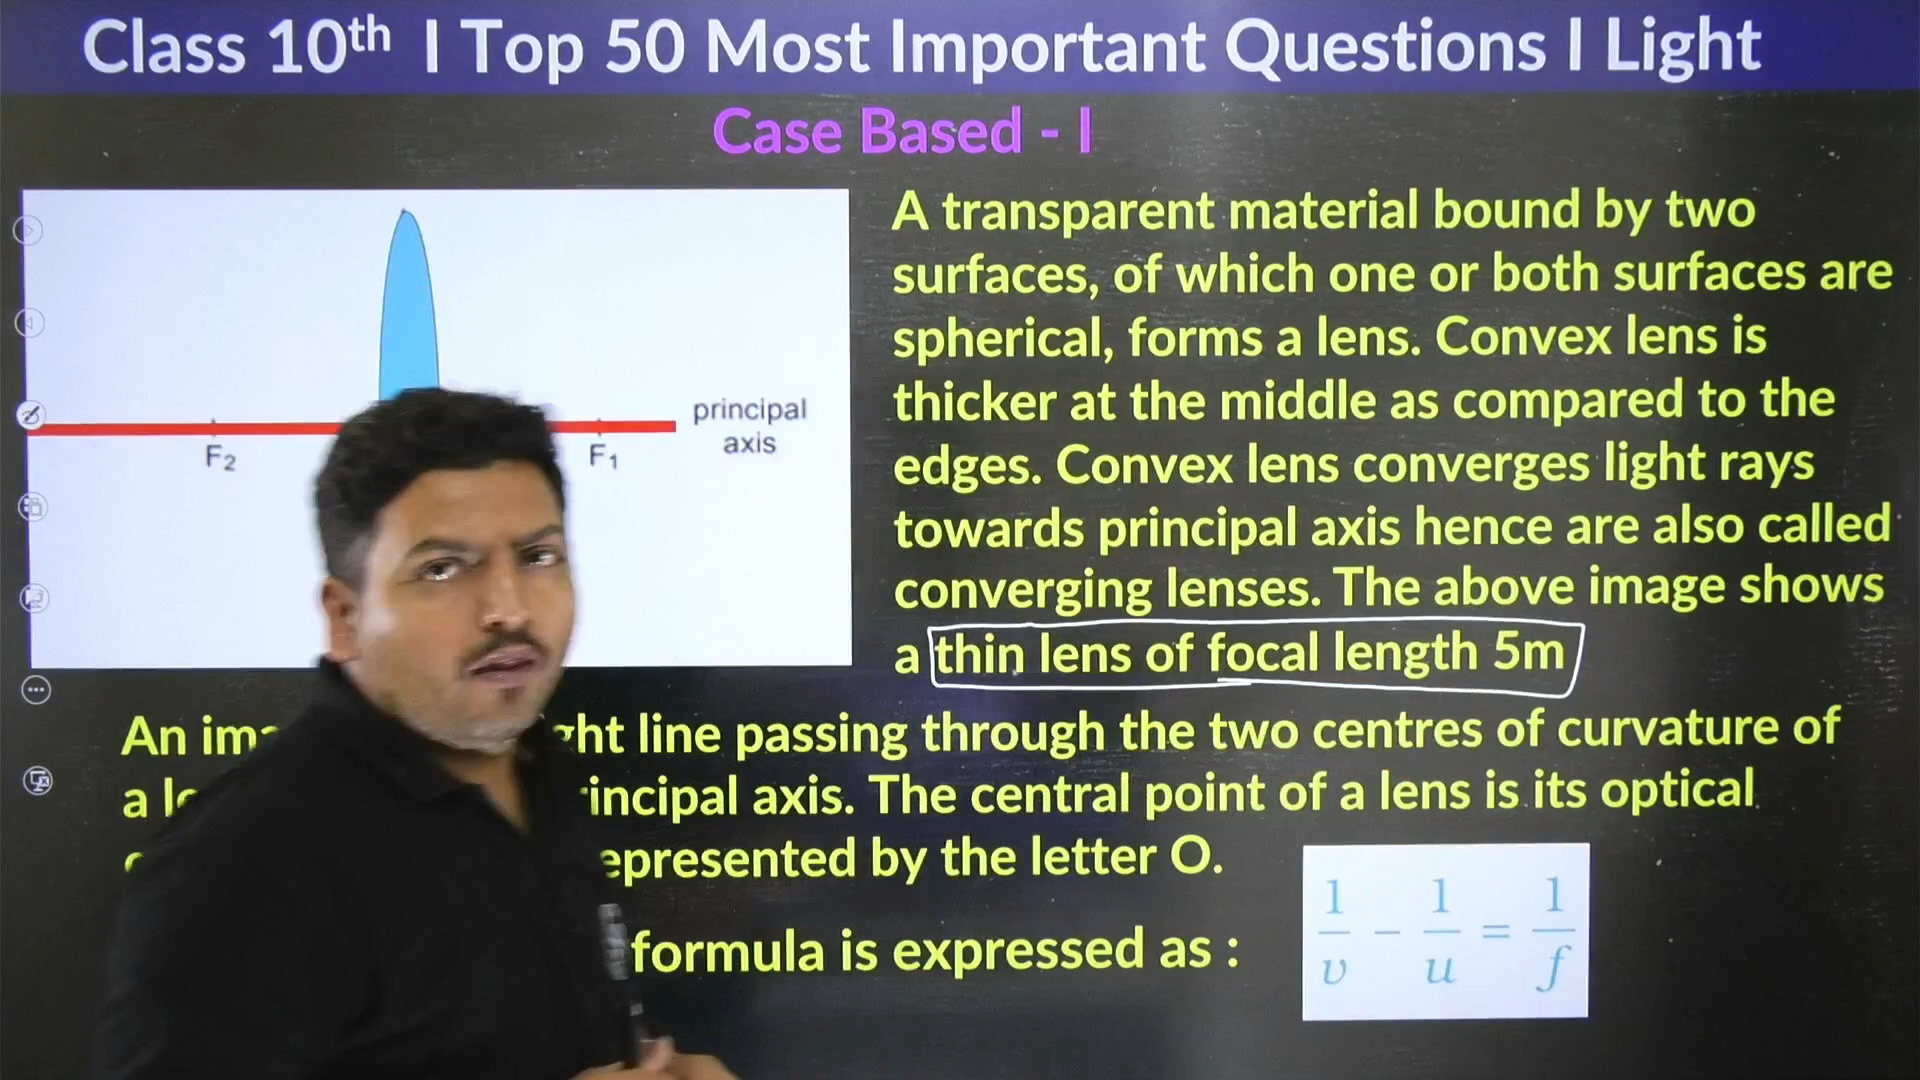 Class 10th I Top 50 Most Important Questions I Light
Case Based - I
F₂
F₁
principal
axis
A transparent material bound by two
surfaces, of which one or both surfaces are
spherical, forms a lens. Convex lens is
thicker at the middle as compared to the
edges. Convex lens converges light rays
towards principal axis hence are also called
converging lenses. The above image shows
a thin lens of focal length 5m
An line passing through the two centres of curvature of
a axis. The central point of a lens is its optical
by the letter O.
formula is expressed as :
1/v - 1/u = 1/f